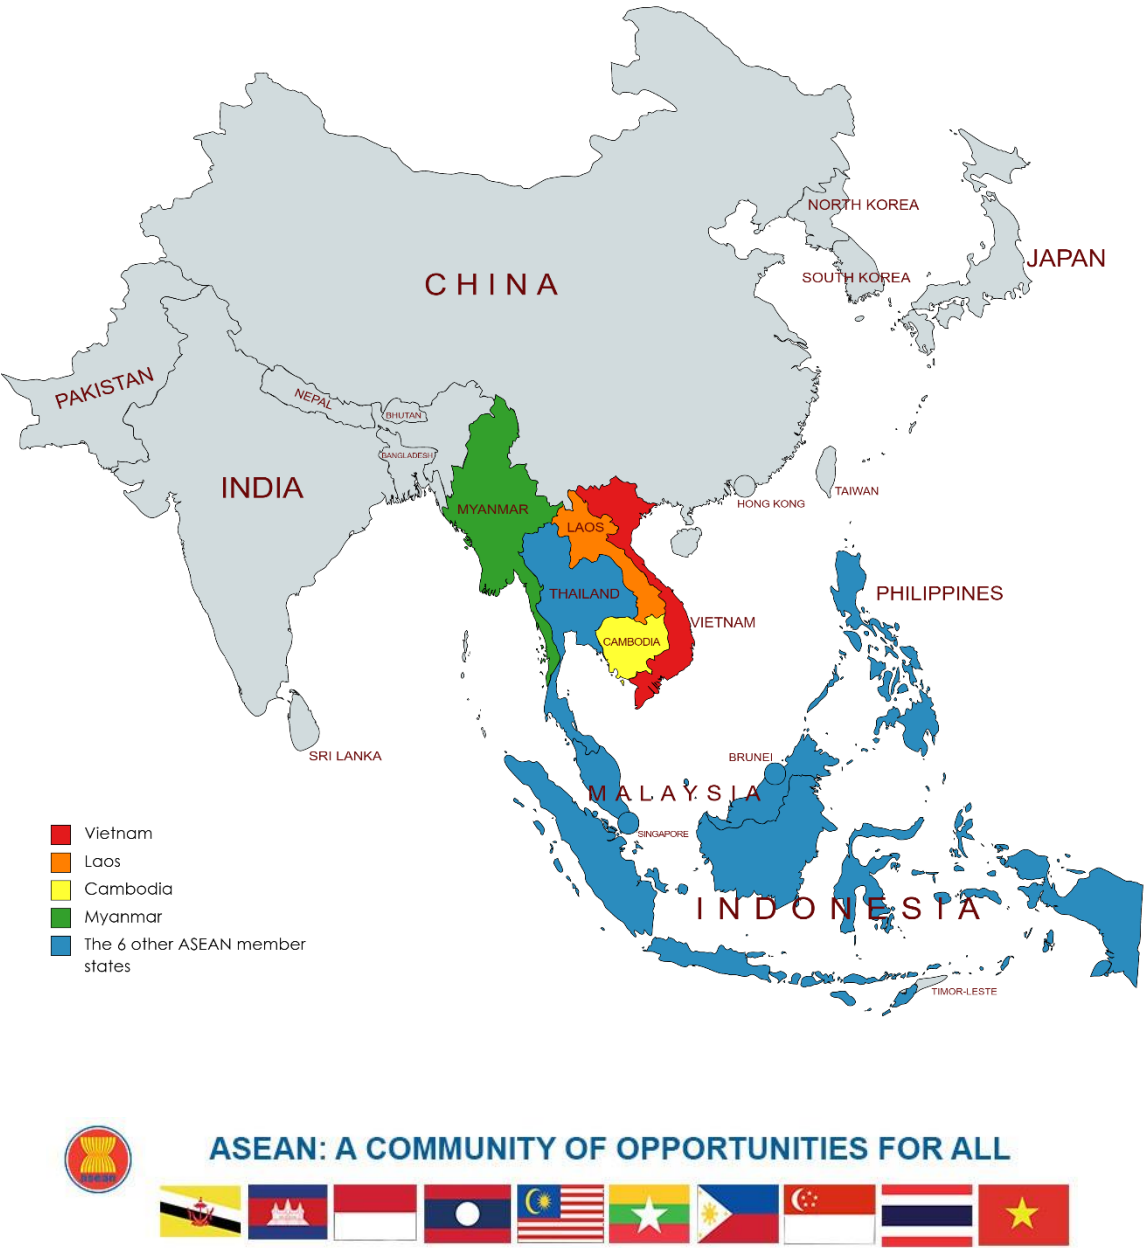 NORTH KOREA
JAPAN
SOUTH KOREA
CHINA
PAKISTAN
NEPAL
BHUTAN
BANGLADESH
INDIA
MYANMAR
TAIWAN
HONG KONG
LAOS
THAILAND
PHILIPPINES
VIETNAM
CAMBODIA
SRI LANKA
BRUNEI
MALAYSIA
SINGAPORE
INDONESIA
TIMOR-LESTE
Vietnam
Laos
Cambodia
Myanmar
The 6 other ASEAN member
states
asean
ASEAN: A COMMUNITY OF OPPORTUNITIES FOR ALL